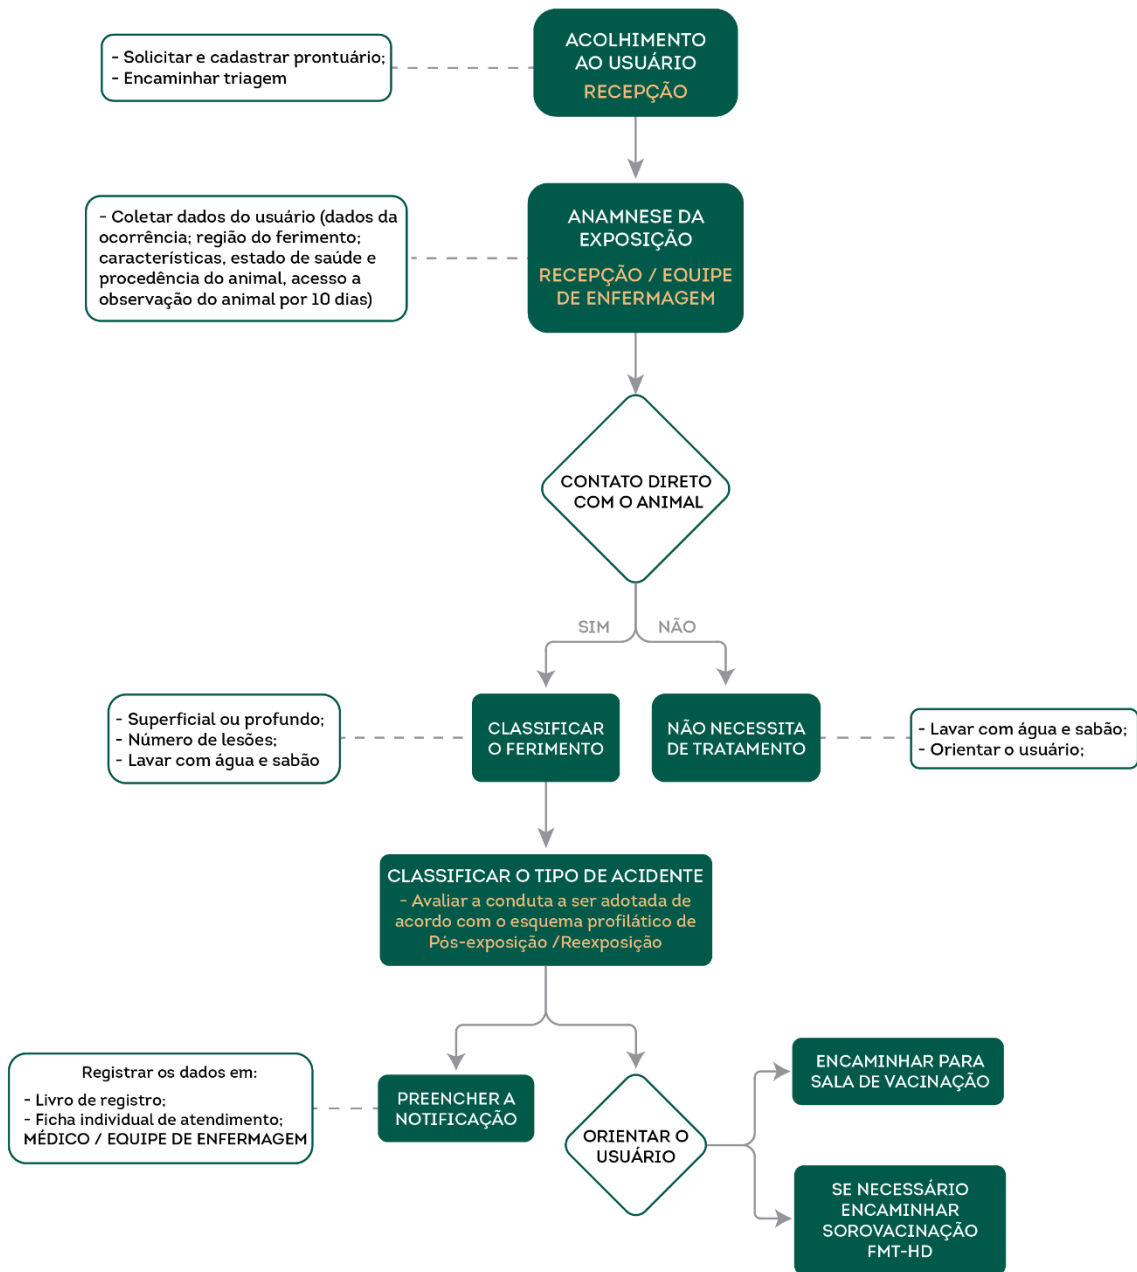 ACOLHIMENTO
AO USUÁRIO
RECEPÇÃO
- Solicitar e cadastrar prontuário;
- Encaminhar triagem
ANAMNESE DA
EXPOSIÇÃO
RECEPÇÃO / EQUIPE
DE ENFERMAGEM
- Coletar dados do usuário (dados da
ocorrência; região do ferimento;
características, estado de saúde e
procedência do animal, acesso a
observação do animal por 10 dias)
CONTATO DIRETO
COM O ANIMAL
SIM
NÃO
- Superficial ou profundo;
- Número de lesões;
- Lavar com água e sabão
CLASSIFICAR
O FERIMENTO
NÃO NECESSITA
DE TRATAMENTO
- Lavar com água e sabão;
- Orientar o usuário;
CLASSIFICAR O TIPO DE ACIDENTE
- Avaliar a conduta a ser adotada de
acordo com o esquema profilático de
Pós-exposição /Reexposição
Registrar os dados em:
- Livro de registro;
- Ficha individual de atendimento;
MÉDICO / EQUIPE DE ENFERMAGEM
PREENCHER A
NOTIFICAÇÃO
ORIENTAR O
USUÁRIO
ENCAMINHAR PARA
SALA DE VACINAÇÃO
SE NECESSÁRIO
ENCAMINHAR
SOROVACINAÇÃO
FMT-HD